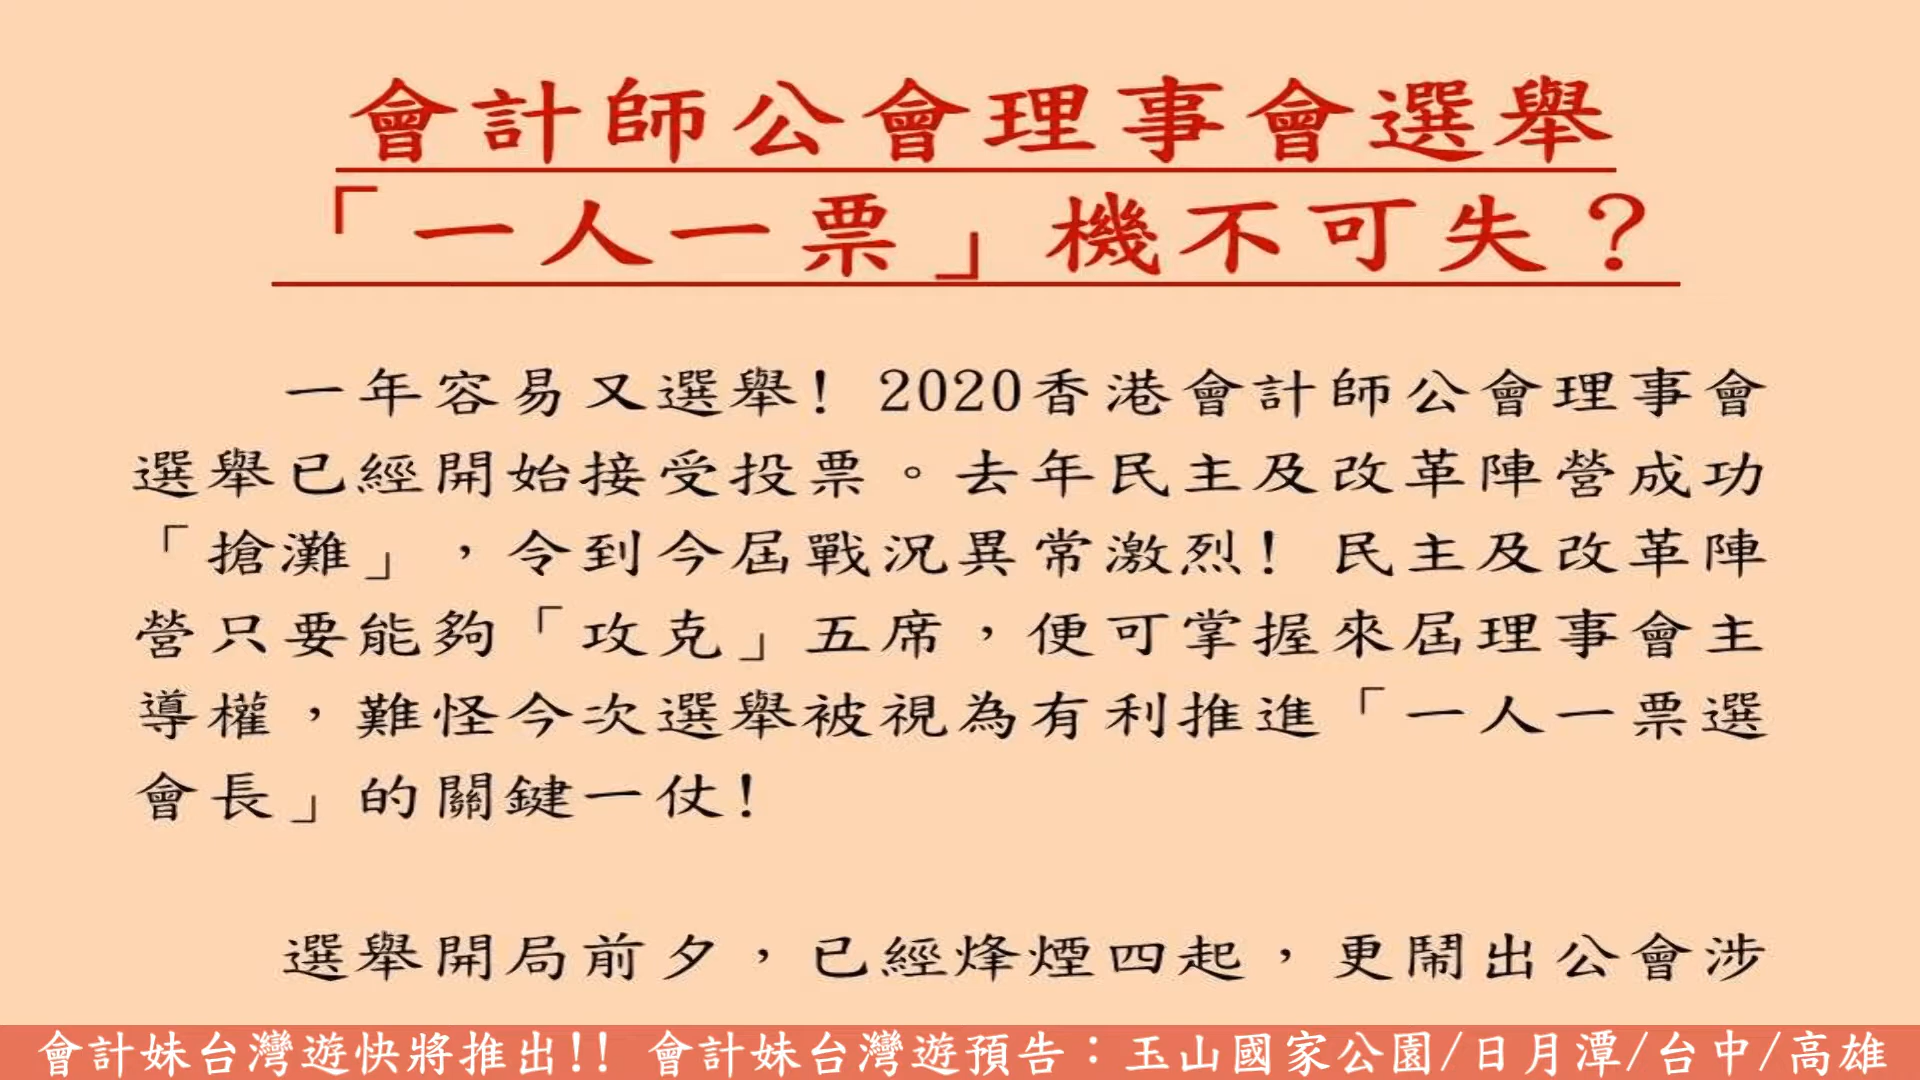 會計師公會理事會選舉
「一人一票」機不可失？
一年容易又選舉！2020香港會計師公會理事會
選舉已經開始接受投票。去年民主及改革陣營成功
「搶灘」，令到今屆戰況異常激烈！民主及改革陣
營只要能夠「攻克」五席，便可掌握來屆理事會主
導權，難怪今次選舉被視為有利推進「一人一票選
會長」的關鍵一仗！
選舉開局前夕，已經烽煙四起，更鬧出公會涉
會計妹台灣遊快將推出!! 會計妹台灣遊預告：玉山國家公園/日月潭/台中/高雄